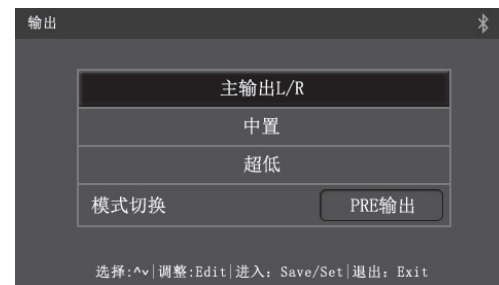 输出
主输出L/R
中置
超低
模式切换 PRE输出
选择:^v|调整:Edit|进入: Save/Set|退出: Exit